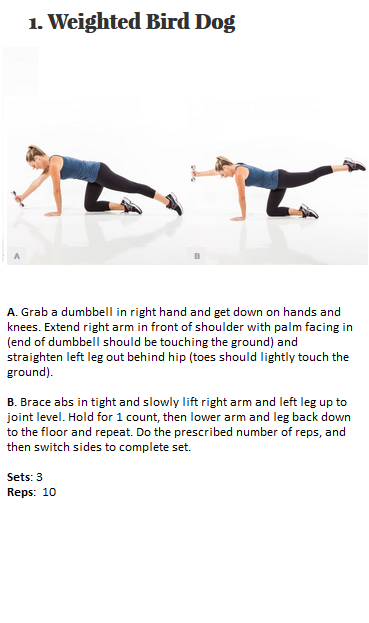 1. Weighted Bird Dog
A
B
A. Grab a dumbbell in right hand and get down on hands and
knees. Extend right arm in front of shoulder with palm facing in
(end of dumbbell should be touching the ground) and
straighten left leg out behind hip (toes should lightly touch the
ground).
B. Brace abs in tight and slowly lift right arm and left leg up to
joint level. Hold for 1 count, then lower arm and leg back down
to the floor and repeat. Do the prescribed number of reps, and
then switch sides to complete set.
Sets: 3
Reps: 10